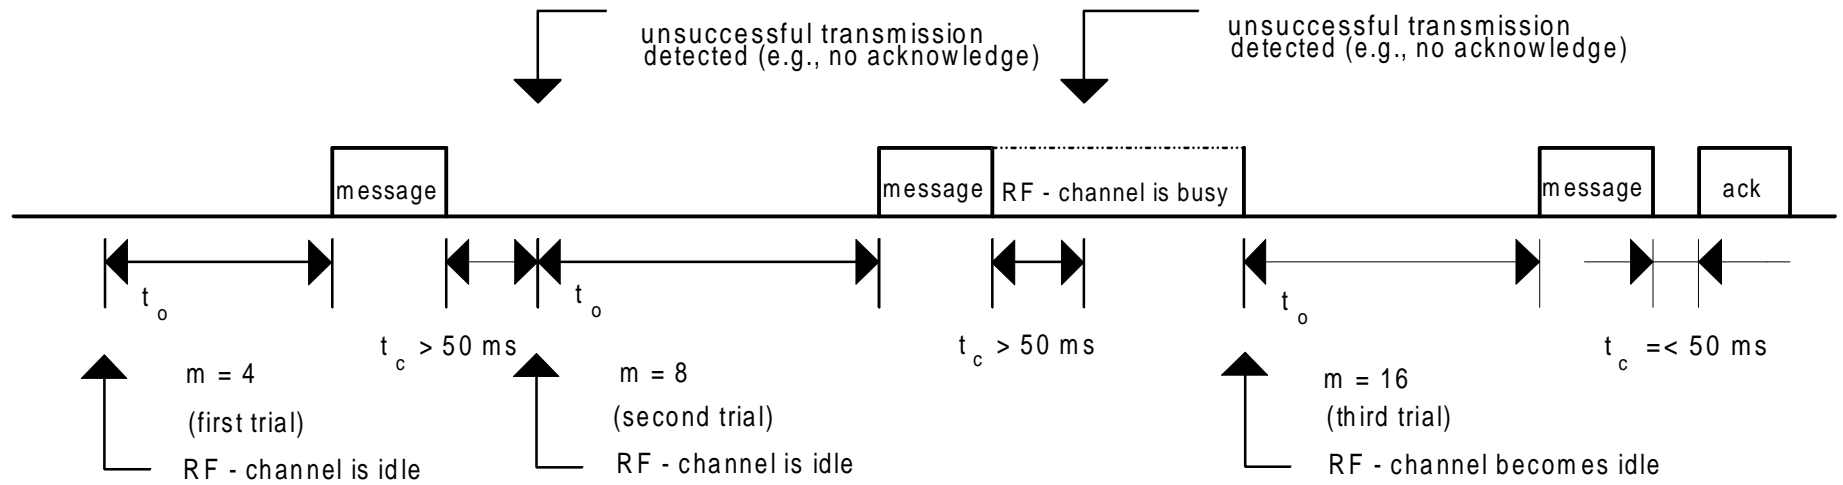 unsuccessful transmission
detected (e.g., no acknowledge)
unsuccessful transmission
detected (e.g., no acknowledge)
message
message
RF - channel is busy
message
ack
t o
t c > 50 ms
t o
t c > 50 ms
t o
t c =< 50 ms
m = 4
(first trial)
RF - channel is idle
m = 8
(second trial)
RF - channel is idle
m = 16
(third trial)
RF - channel becomes idle